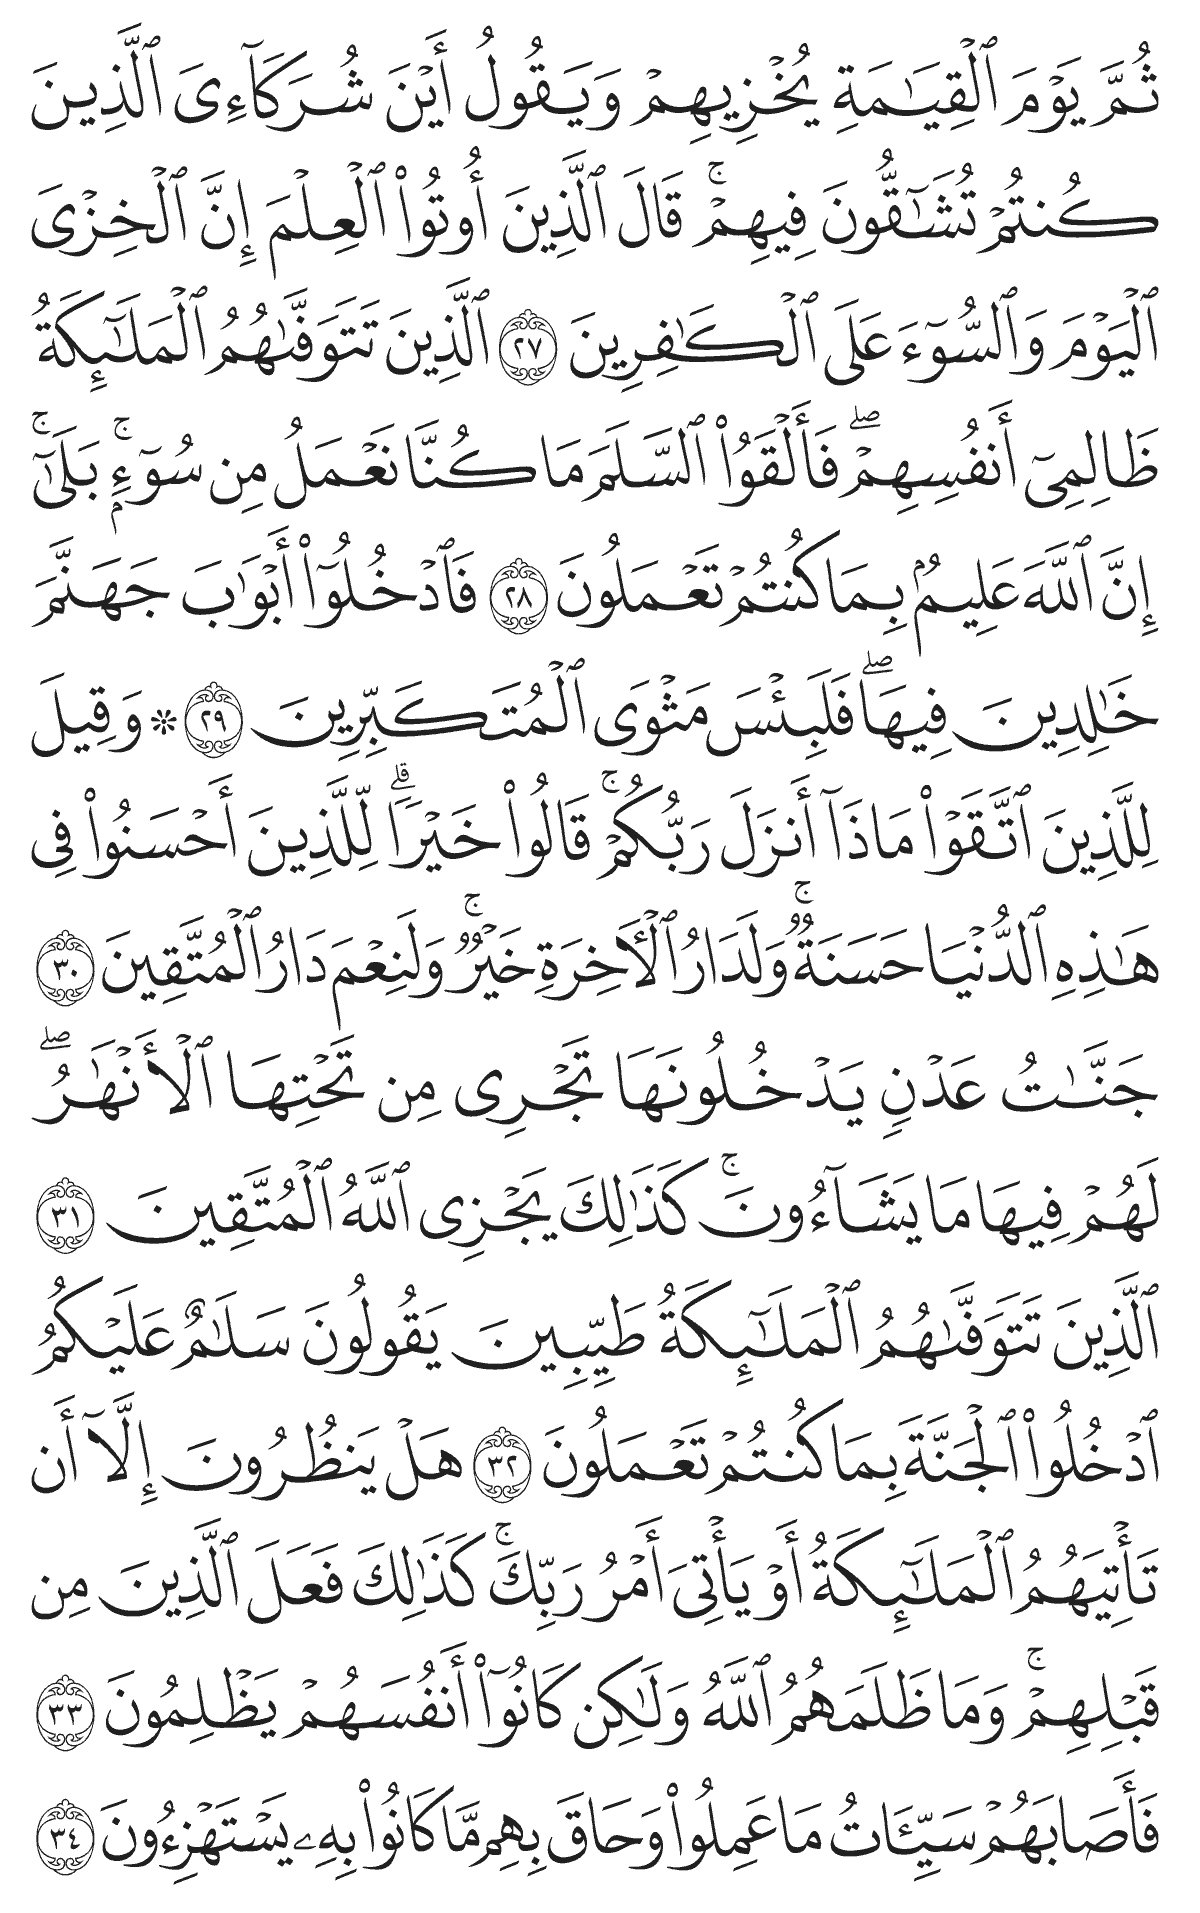 ثُمَّ يَوْمَ ٱلْقِيَـٰمَةِ يُخْزِيهِمْ وَيَقُولُ أَيْنَ شُرَكَآءِىَ ٱلَّذِينَ
كُنتُمْ تُشَـٰٓقُّونَ فِيهِمْ ۚ قَالَ ٱلَّذِينَ أُوتُوا۟ ٱلْعِلْمَ إِنَّ ٱلْخِزْىَ
ٱلْيَوْمَ وَٱلسُّوٓءَ عَلَى ٱلْكَـٰفِرِينَ ٢٧ ٱلَّذِينَ تَتَوَفَّىٰهُمُ ٱلْمَلَـٰٓئِكَةُ
ظَالِمِىٓ أَنفُسِهِمْ ۖ فَأَلْقَوُا۟ ٱلسَّلَمَ مَا كُنَّا نَعْمَلُ مِن سُوٓءٍۭ ۚ بَلَىٰٓ ۚ
إِنَّ ٱللَّهَ عَلِيمٌۢ بِمَا كُنتُمْ تَعْمَلُونَ ٢٨ فَٱدْخُلُوٓا۟ أَبْوَٰبَ جَهَنَّمَ
خَـٰلِدِينَ فِيهَا ۖ فَلَبِئْسَ مَثْوَى ٱلْمُتَكَبِّرِينَ ٢٩ ۞ وَقِيلَ
لِلَّذِينَ ٱتَّقَوْا۟ مَاذَآ أَنزَلَ رَبُّكُمْ ۚ قَالُوا۟ خَيْرًا ۗ لِّلَّذِينَ أَحْسَنُوا۟ فِى
هَـٰذِهِ ٱلدُّنْيَا حَسَنَةٌ ۚ وَلَدَارُ ٱلْـَٔاخِرَةِ خَيْرٌ ۚ وَلَنِعْمَ دَارُ ٱلْمُتَّقِينَ ٣٠
جَنَّـٰتُ عَدْنٍ يَدْخُلُونَهَا تَجْرِى مِن تَحْتِهَا ٱلْأَنْهَـٰرُ ۖ
لَهُمْ فِيهَا مَا يَشَآءُونَ ۚ كَذَٰلِكَ يَجْزِى ٱللَّهُ ٱلْمُتَّقِينَ ٣١
ٱلَّذِينَ تَتَوَفَّىٰهُمُ ٱلْمَلَـٰٓئِكَةُ طَيِّبِينَ يَقُولُونَ سَلَـٰمٌ عَلَيْكُمُ
ٱدْخُلُوا۟ ٱلْجَنَّةَ بِمَا كُنتُمْ تَعْمَلُونَ ٣٢ هَلْ يَنظُرُونَ إِلَّآ أَن
تَأْتِيَهُمُ ٱلْمَلَـٰٓئِكَةُ أَوْ يَأْتِىَ أَمْرُ رَبِّكَ ۚ كَذَٰلِكَ فَعَلَ ٱلَّذِينَ مِن
قَبْلِهِمْ ۚ وَمَا ظَلَمَهُمُ ٱللَّهُ وَلَـٰكِن كَانُوٓا۟ أَنفُسَهُمْ يَظْلِمُونَ ٣٣
فَأَصَابَهُمْ سَيِّـَٔاتُ مَا عَمِلُوا۟ وَحَاقَ بِهِم مَّا كَانُوا۟ بِهِۦ يَسْتَهْزِءُونَ ٣٤